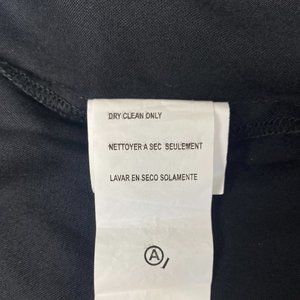 DRY CLEAN ONLY
NETTOYER A SEC SEULEMENT
LAVAR EN SECO SOLAMENTE
A